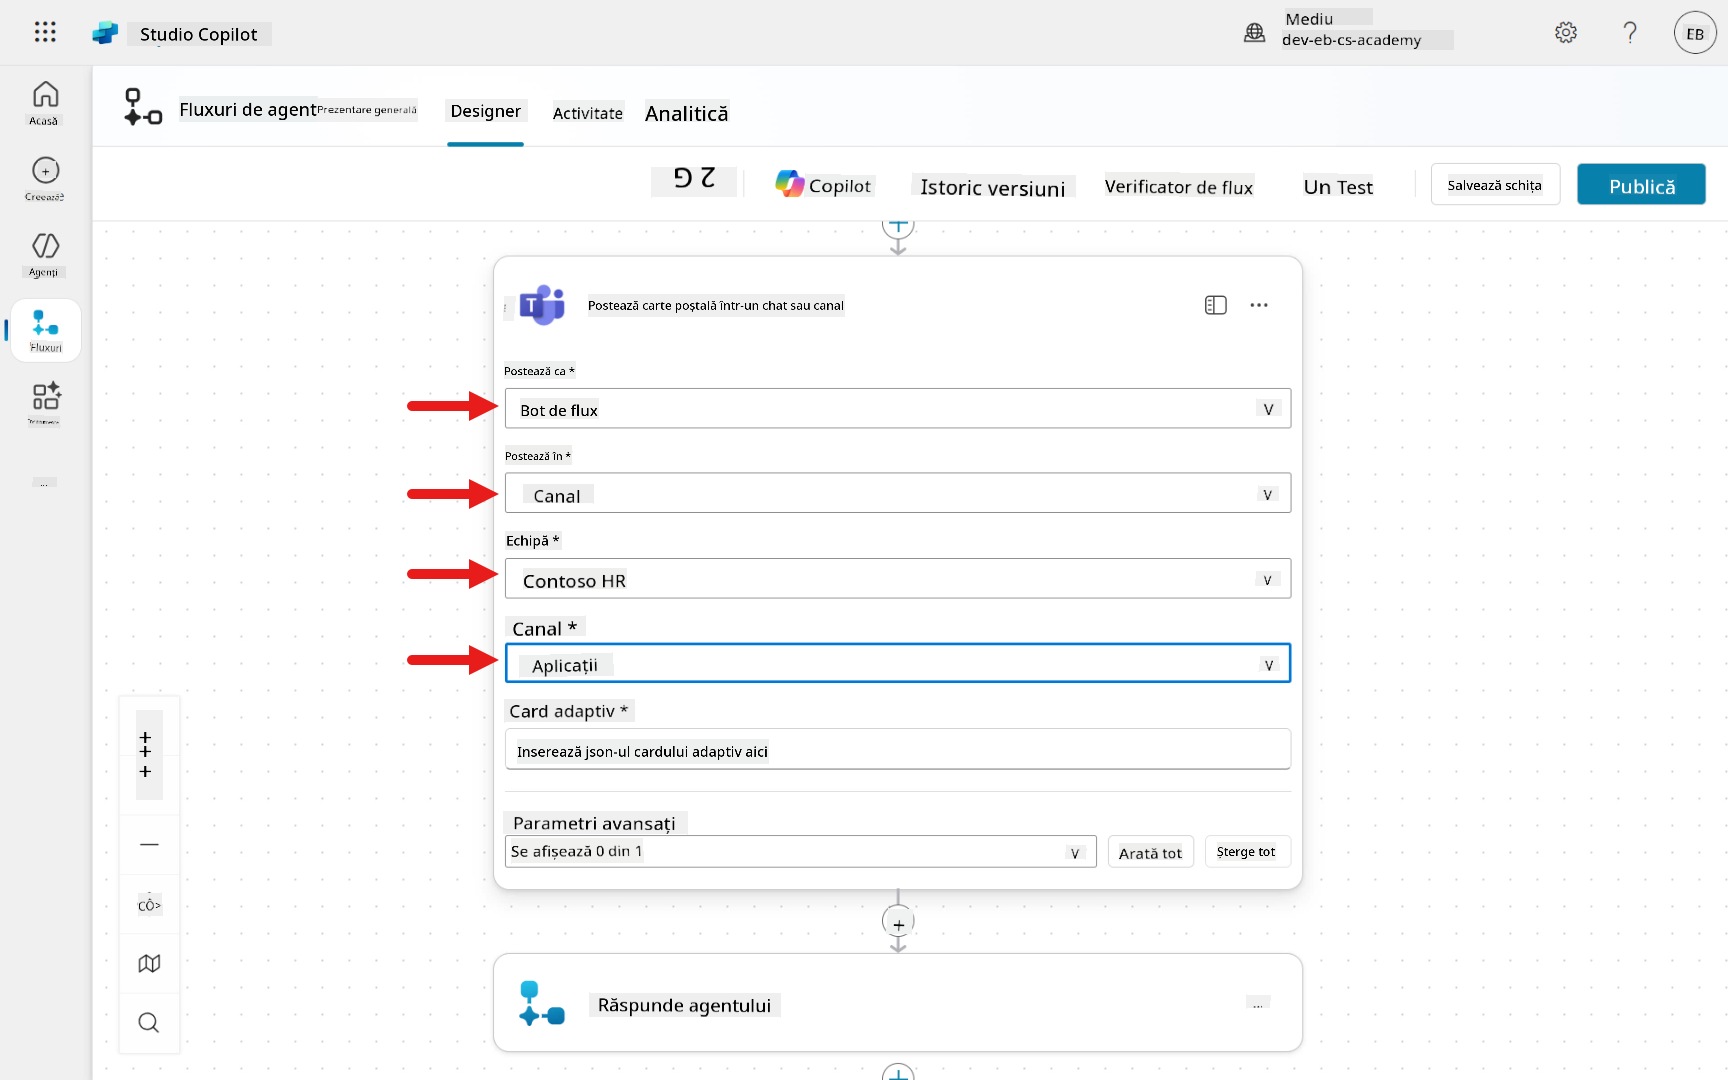 Studio Copilot
Mediu
dev-eb-cs-academy
EB
Acasă
Creează
Agenți
Fluxuri
...
Fluxuri de agent
Prezentare generală
Designer
Activitate
Analitică
Copilot
Istoric versiuni
Verificator de flux
Un Test
Salvează schița
Publică
Postează carte poștală într-un chat sau canal
Postează ca *
Bot de flux
Postează în *
Canal
Echipă *
Contoso HR
Canal *
Aplicații
Card adaptiv *
Inserează json-ul cardului adaptiv aici
Parametri avansați
Se afișează 0 din 1
Arată tot
Șterge tot
Răspunde agentului
...